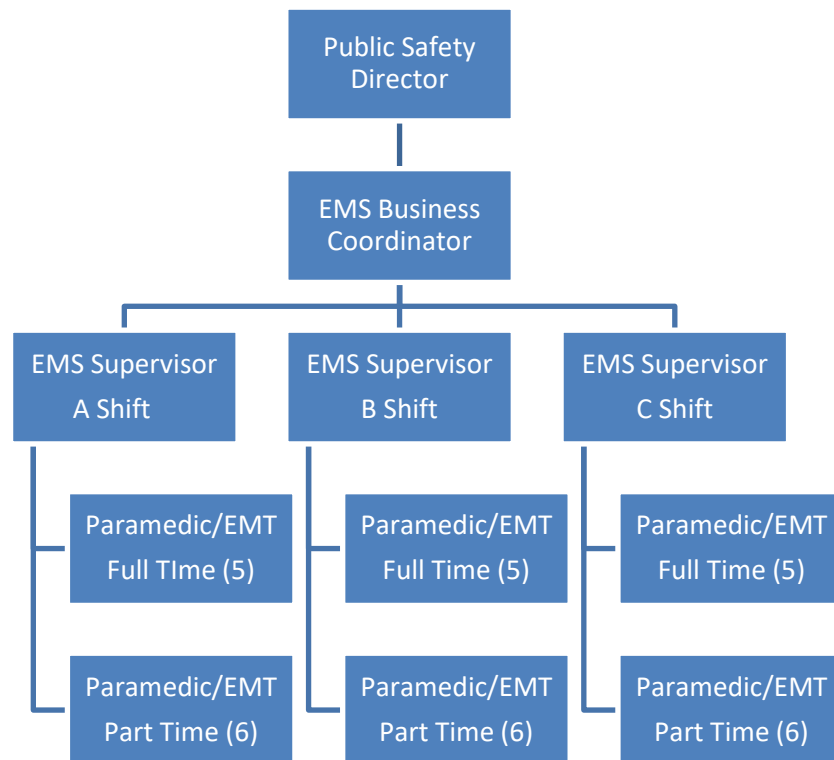 Public Safety
Director
EMS Business
Coordinator
EMS Supervisor
A Shift
EMS Supervisor
B Shift
EMS Supervisor
C Shift
Paramedic/EMT
Full TIme (5)
Paramedic/EMT
Full Time (5)
Paramedic/EMT
Full Time (5)
Paramedic/EMT
Part Time (6)
Paramedic/EMT
Part Time (6)
Paramedic/EMT
Part Time (6)